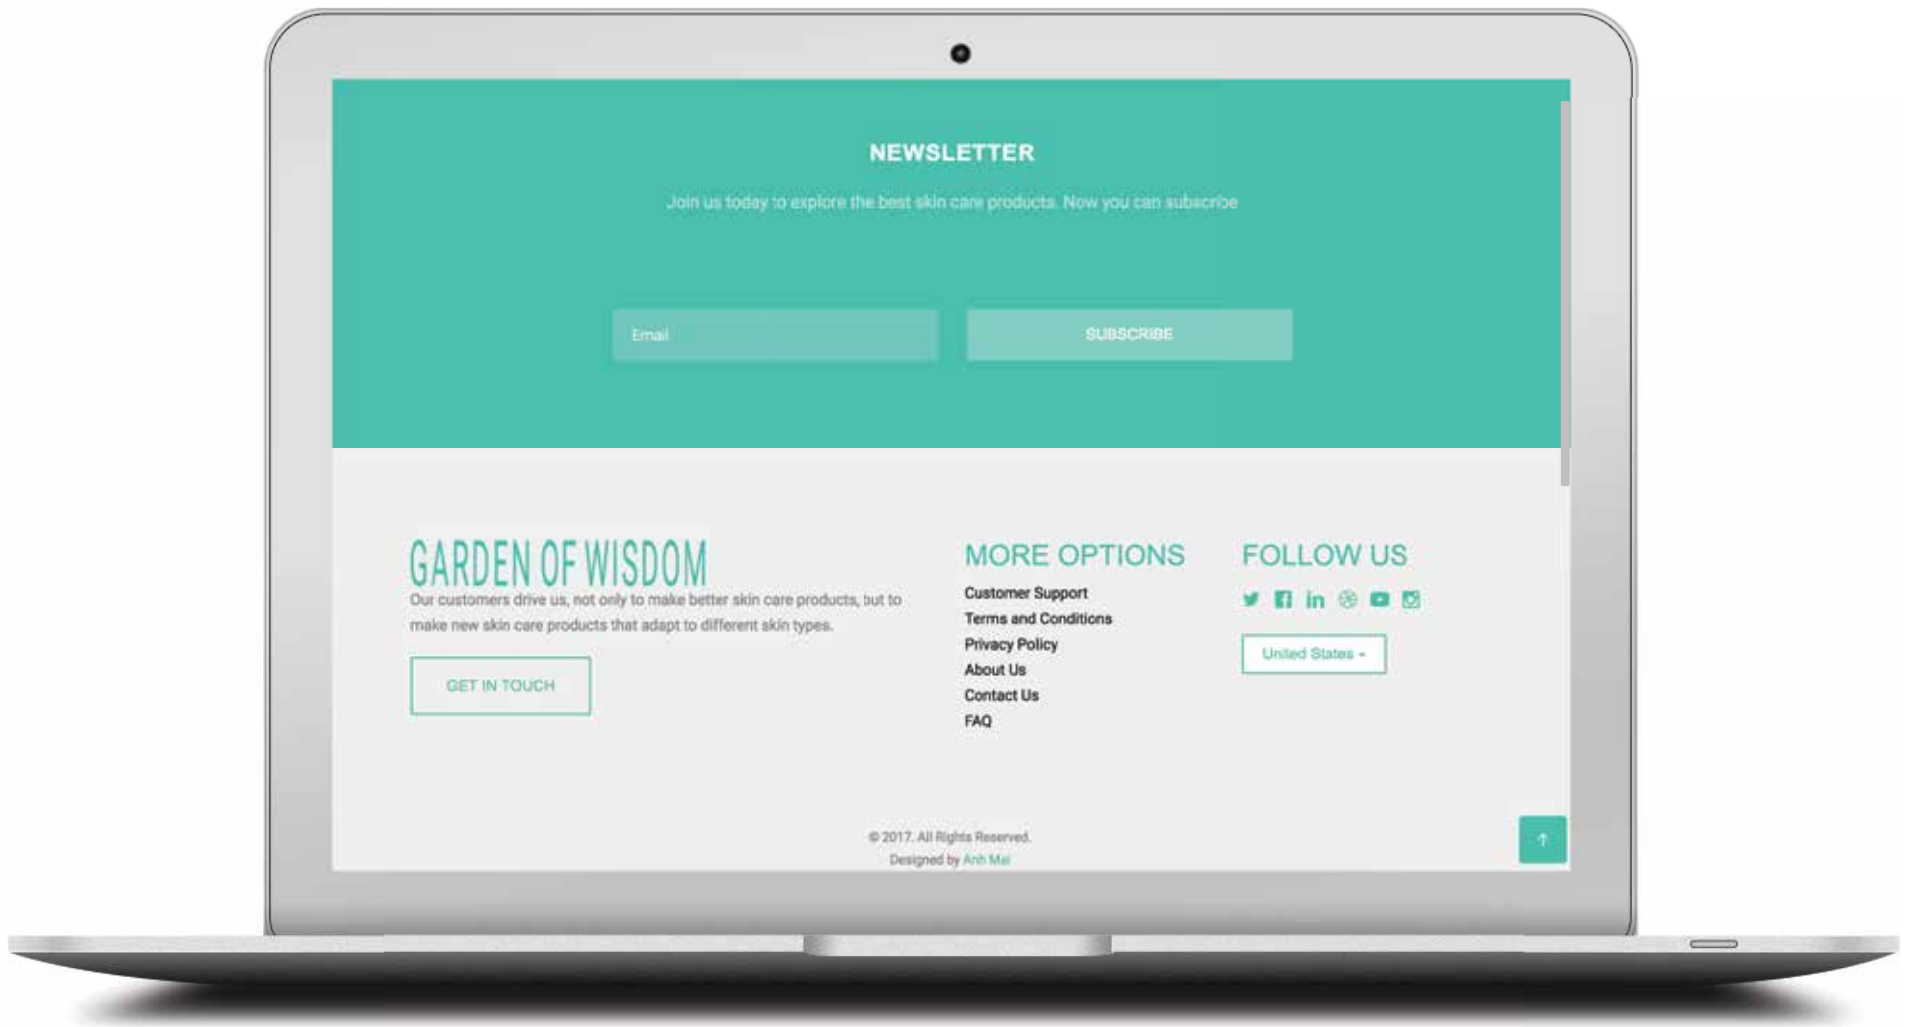 NEWSLETTER
Join us today to explore the best skin care products. Now you can subscribe
Email
SUBSCRIBE
GARDEN OF WISDOM
Our customers drive us, not only to make better skin care products, but to
make new skin care products that adapt to different skin types.
GET IN TOUCH
MORE OPTIONS
Customer Support
Terms and Conditions
Privacy Policy
About Us
Contact Us
FAQ
FOLLOW US
United States
© 2017. All Rights Reserved.
Designed by Anh Mai